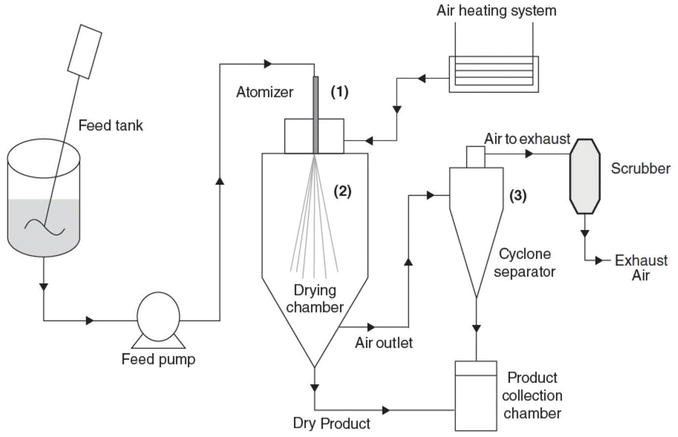 Air heating system
Atomizer
(1)
Feed tank
Air to exhaust
Scrubber
(2)
(3)
Cyclone
separator
Exhaust
Air
Drying
chamber
Air outlet
Feed pump
Product
collection
chamber
Dry Product